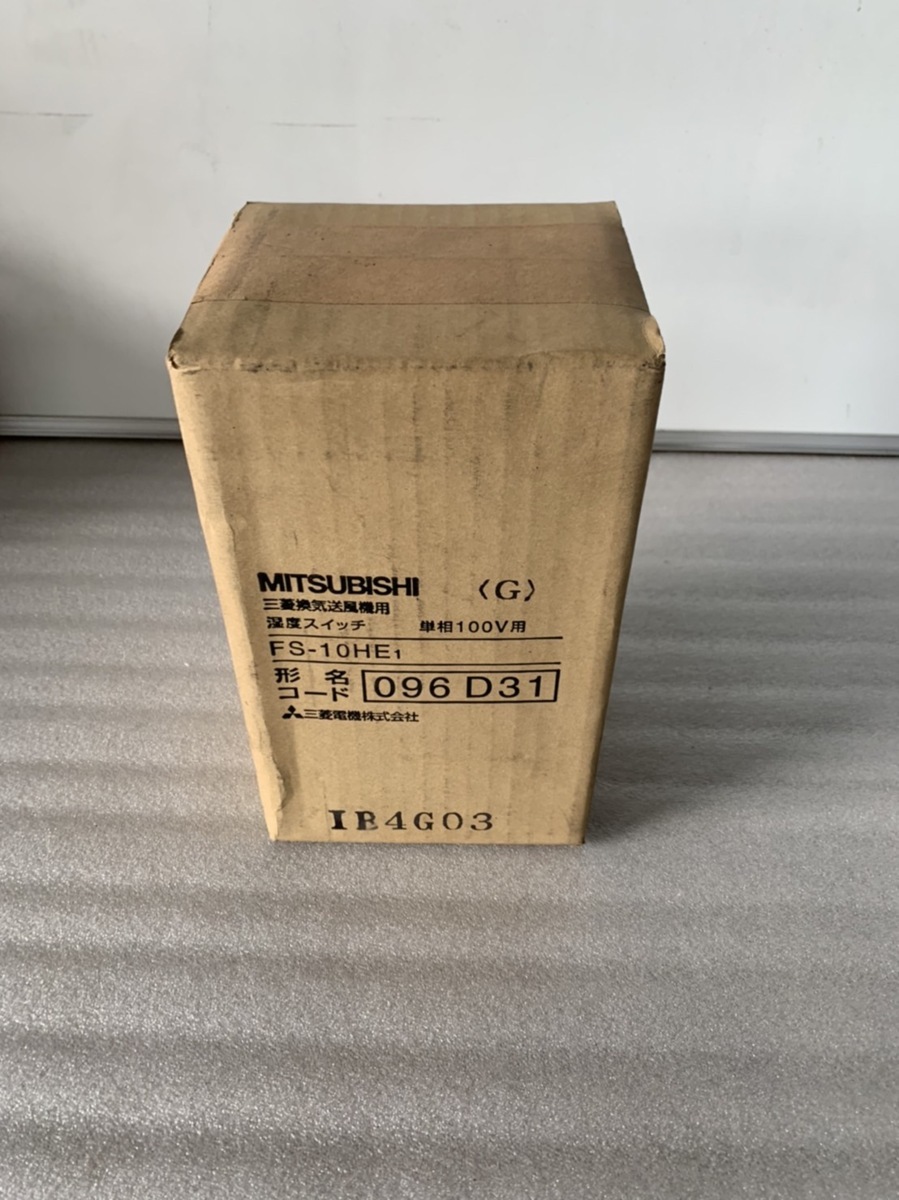 MITSUBISHI 〈G〉
三菱換気送風機用
湿度スイッチ 単相100V用
FS-10HE₁
形名
コード 096 D31
三菱電機株式会社
IB4G03